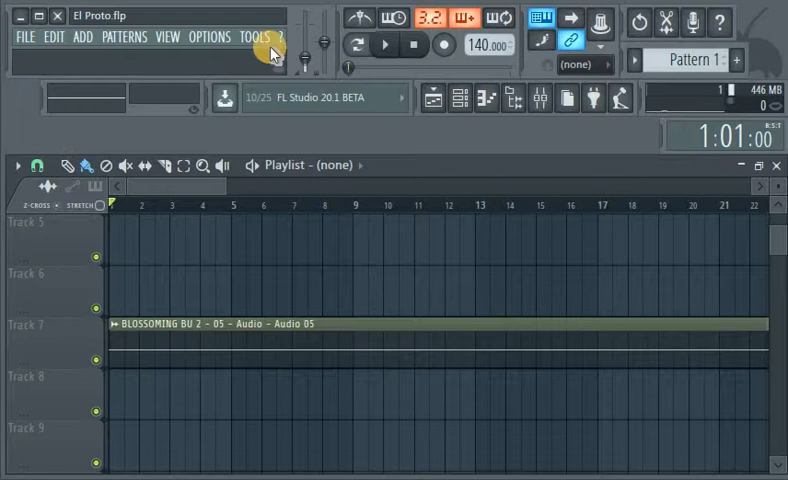 El Proto.flp
FILE EDIT ADD PATTERNS VIEW OPTIONS TOOLS ?
3.2.
140.000
(none)
Pattern 1
10/25 FL Studio 20.1 BETA
1
446 MB
0
B:S:T
1:01:00
Playlist - (none)
Z-CROSS STRETCH
1 2 3 4 5 6 7 8 9 10 11 12 13 14 15 16 17 18 19 20 21 22
Track 5
Track 6
Track 7
BLOSSOMING BU 2 - 05 - Audio - Audio 05
Track 8
Track 9